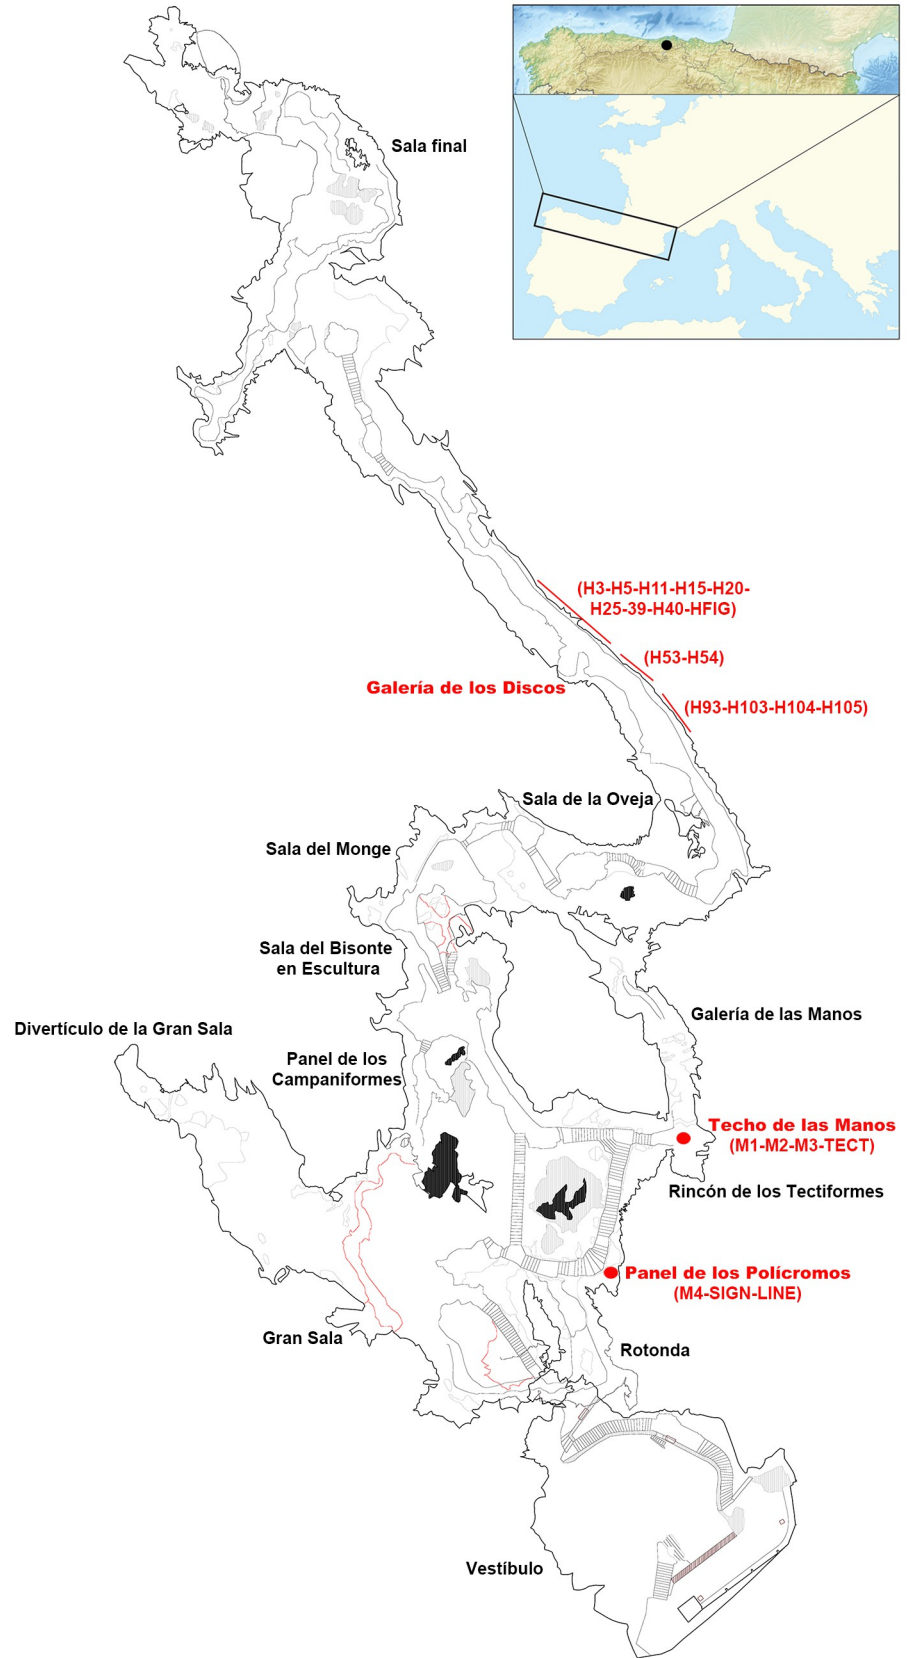 Sala final
(H3-H5-H11-H15-H20-
H25-39-H40-HFIG)
(H53-H54)
Galería de los Discos
(H93-H103-H104-H105)
Sala de la Oveja
Sala del Monge
Sala del Bisonte
en Escultura
Galería de las Manos
Divertículo de la Gran Sala
Panel de los
Campaniformes
Techo de las Manos
(M1-M2-M3-TECT)
Rincón de los Tectiformes
Panel de los Polícromos
(M4-SIGN-LINE)
Gran Sala
Rotonda
Vestíbulo